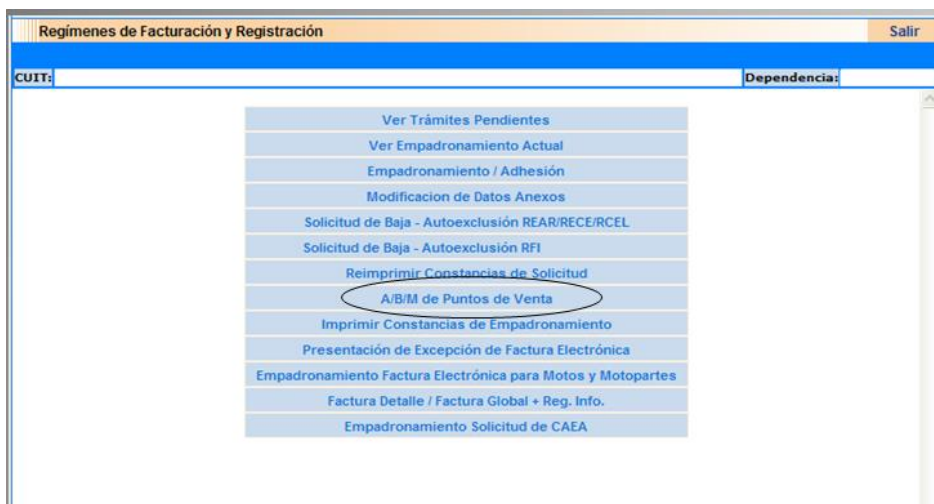 Regímenes de Facturación y Registración
Salir
CUIT:
Dependencia:
Ver Trámites Pendientes
Ver Empadronamiento Actual
Empadronamiento / Adhesión
Modificacion de Datos Anexos
Solicitud de Baja - Autoexclusión REAR/RECE/RCEL
Solicitud de Baja - Autoexclusión RFI
Reimprimir Constancias de Solicitud
A/B/M de Puntos de Venta
Imprimir Constancias de Empadronamiento
Presentación de Excepción de Factura Electrónica
Empadronamiento Factura Electrónica para Motos y Motopartes
Factura Detalle / Factura Global + Reg. Info.
Empadronamiento Solicitud de CAEA